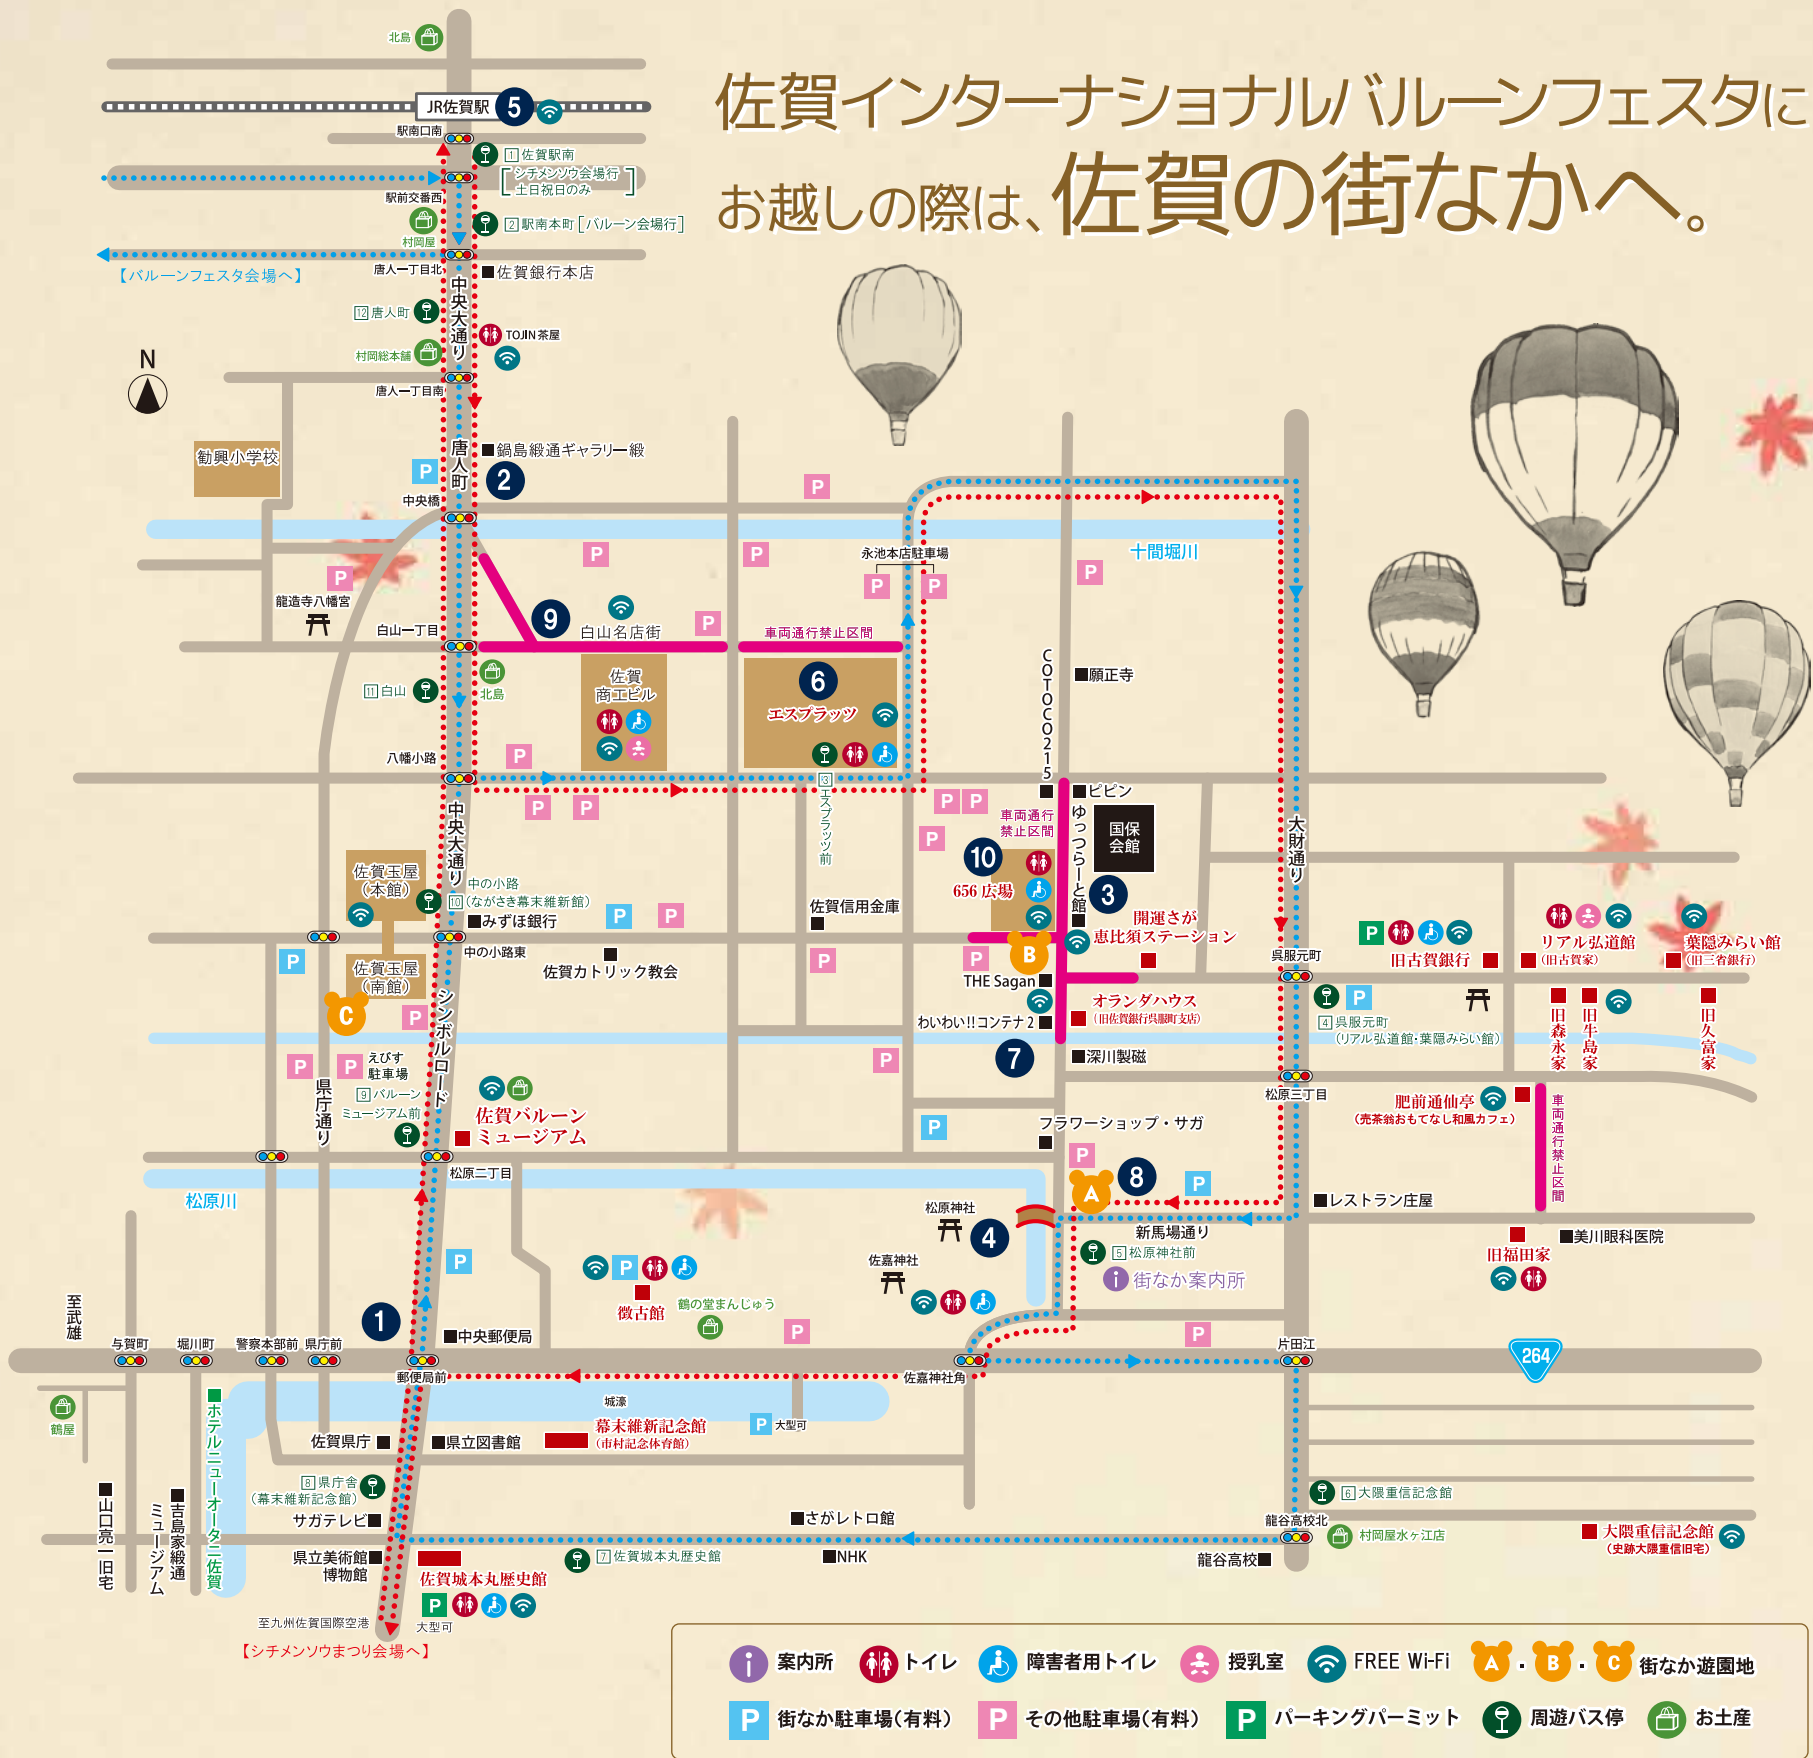 佐賀インターナショナルバルーンフェスタに
お越しの際は、佐賀の街なかへ。
北島
JR佐賀駅
5
駅南口南
1 佐賀駅南
シチメンソウ会場行
土日祝日のみ
駅前交番西
村岡屋
2 駅南本町[バルーン会場行]
唐人一丁目北
【バルーンフェスタ会場へ】
佐賀銀行本店
中央大通り
12 唐人町
TOJIN茶屋
村岡総本舗
唐人一丁目南
N
勧興小学校
唐人町
鍋島緞通ギャラリー緞
P
2
P
中央橋
十間堀川
永池本店駐車場
P
P
P
P
P
P
龍造寺八幡宮
9
白山名店街
P
車両通行禁止区間
白山一丁目
11 白山
北島
佐賀
商工ビル
6
エスプラッツ
COTOCO215
願正寺
八幡小路
P
3 エスプラッツ前
P
P
P
P
P
ピピン
車両通行
禁止区間
ゆっつらーと館
国保
会館
大財通り
中央大通り
佐賀玉屋
（本館）
10
656 広場
3
中の小路
10 （ながさき幕末維新館）
みずほ銀行
P
P
佐賀信用金庫
開運さが
恵比須ステーション
中の小路東
佐賀カトリック教会
P
P
P
B
THE Sagan
佐賀玉屋
（南館）
C
P
シンボルロード
オランダハウス
（旧佐賀銀行呉服町支店）
わいわい!!コンテナ2
呉服元町
P
旧古賀銀行
リアル弘道館
（旧古賀家）
葉隠みらい館
（旧三省銀行）
P
4 呉服元町
（リアル弘道館・葉隠みらい館）
旧森永家
旧牛島家
旧久富家
7
深川製磁
P
P
P
えびす
駐車場
県庁通り
9 バルーン
ミュージアム前
佐賀バルーン
ミュージアム
松原三丁目
肥前通仙亭
（売茶翁おもてなし和風カフェ）
車両通行禁止区間
P
フラワーショップ・サガ
P
松原二丁目
松原川
A
8
P
レストラン庄屋
松原神社
4
新馬場通り
佐嘉神社
5 松原神社前
街なか案内所
旧福田家
美川眼科医院
P
P
徴古館
鶴の堂まんじゅう
P
P
至武雄
1
中央郵便局
与賀町
堀川町
警察本部前
県庁前
郵便局前
佐嘉神社角
片田江
264
城濠
鶴屋
ホテルニューオータニ佐賀
佐賀県庁
県立図書館
幕末維新記念館
（市村記念体育館）
P 大型可
8 県庁舎
（幕末維新記念館）
サガテレビ
山口亮一旧宅
吉島家緞通
ミュージアム
さがレトロ館
6 大隈重信記念館
龍谷高校北
村岡屋水ヶ江店
大隈重信記念館
（史跡大隈重信旧宅）
県立美術館
博物館
佐賀城本丸歴史館
7 佐賀城本丸歴史館
NHK
龍谷高校
P
大型可
至九州佐賀国際空港
【シチメンソウまつり会場へ】
案内所
トイレ
障害者用トイレ
授乳室
FREE Wi-Fi
A・B・C 街なか遊園地
P 街なか駐車場（有料）
P その他駐車場（有料）
P パーキングパーミット
周遊バス停
お土産